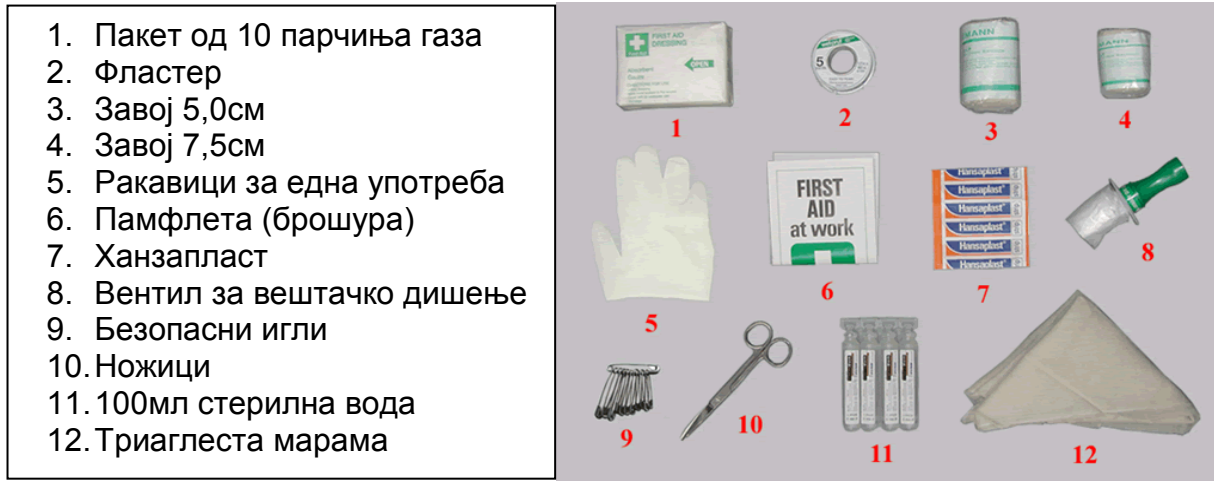 1. Пакет од 10 парчиња газа
2. Фластер
3. Завој 5,0см
4. Завој 7,5см
5. Ракавици за една употреба
6. Памфлета (брошура)
7. Ханзапласт
8. Вентил за вештачко дишење
9. Безопасни игли
10. Ножици
11. 100мл стерилна вода
12. Триаглеста марама
FIRST AID
DRESSING
OPEN
1
5
2
MANN
3
MANN
4
5
FIRST
AID
at work
6
Hansaplast
Hansaplast
Hansaplast
Hansaplast
Hansaplast
Hansaplast
7
8
9
10
11
12